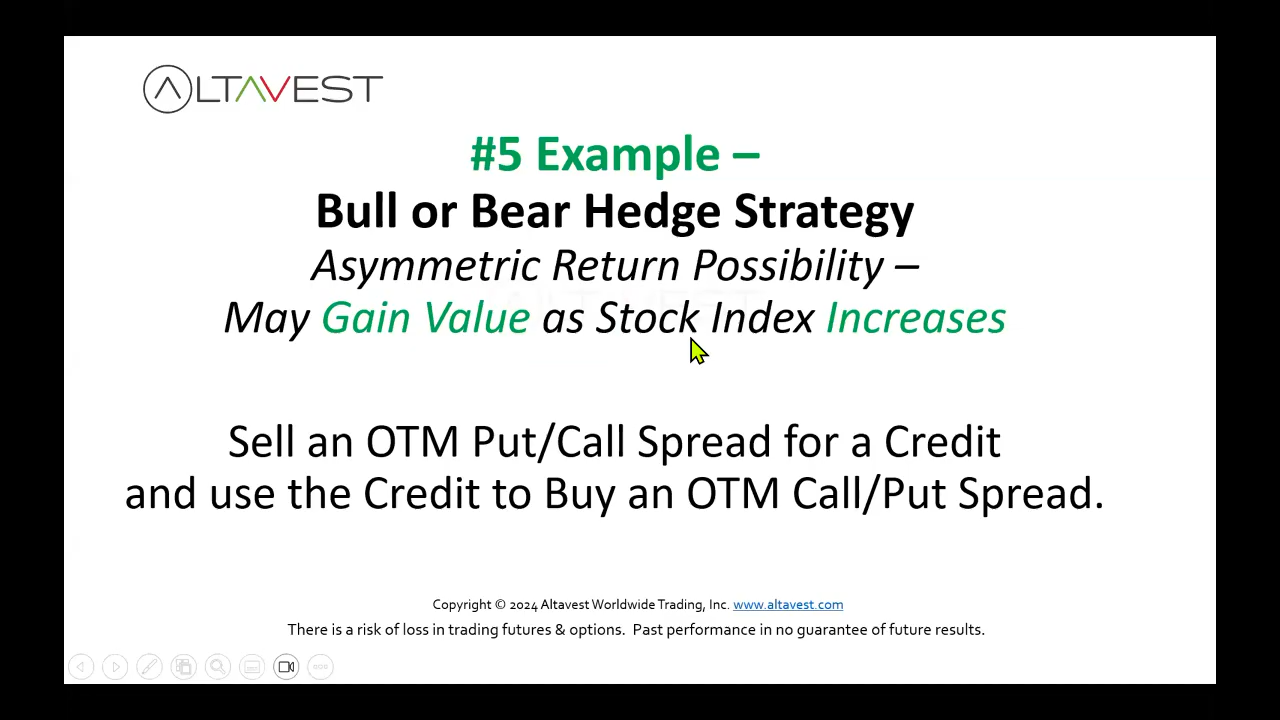 ALTAVEST
#5 Example –
Bull or Bear Hedge Strategy
Asymmetric Return Possibility –
May Gain Value as Stock Index Increases
Sell an OTM Put/Call Spread for a Credit
and use the Credit to Buy an OTM Call/Put Spread.
Copyright © 2024 Altavest Worldwide Trading, Inc. www.altavest.com
There is a risk of loss in trading futures & options. Past performance in no guarantee of future results.